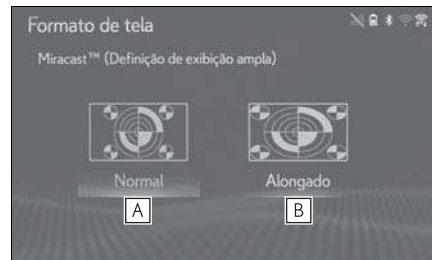 Formato de tela
Miracast™ (Definição de exibição ampla)
Normal Alongado
A B